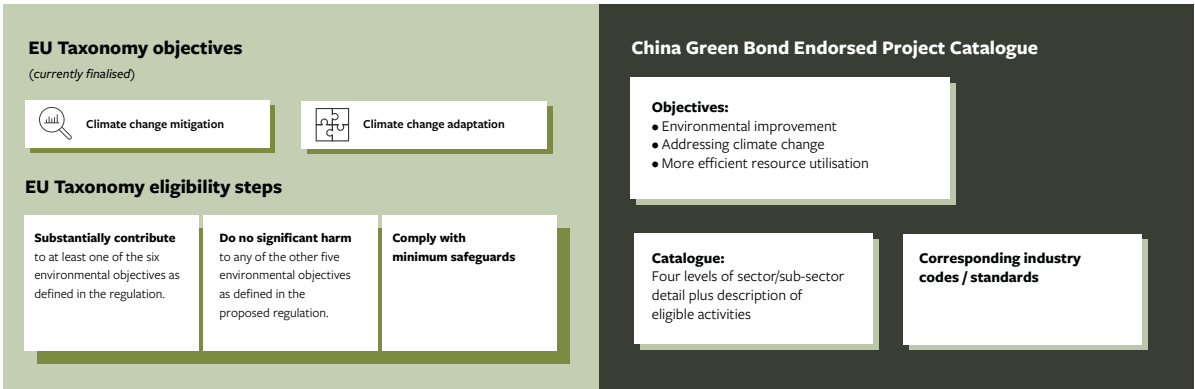 EU Taxonomy objectives
(currently finalised)
Climate change mitigation
Climate change adaptation
EU Taxonomy eligibility steps
Substantially contribute
to at least one of the six
environmental objectives as
defined in the regulation.
Do no significant harm
to any of the other five
environmental objectives
as defined in the
proposed regulation.
Comply with
minimum safeguards
China Green Bond Endorsed Project Catalogue
Objectives:
• Environmental improvement
• Addressing climate change
• More efficient resource utilisation
Catalogue:
Four levels of sector/sub-sector
detail plus description of
eligible activities
Corresponding industry
codes / standards